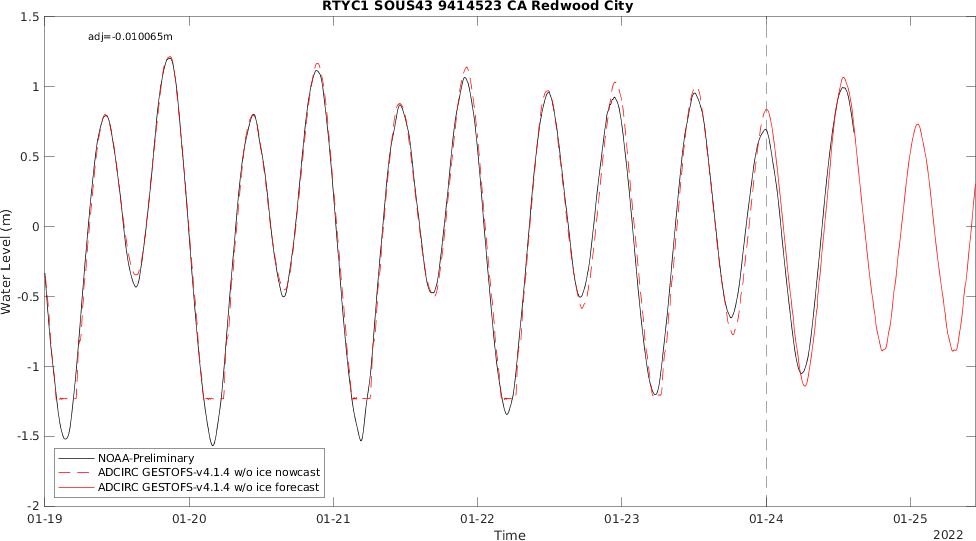 RTYC1 SOUS43 9414523 CA Redwood City
adj=-0.010065m
1.5
1
0.5
0
-0.5
-1
-1.5
-2
Water Level (m)
NOAA-Preliminary
ADCIRC GESTOFS-v4.1.4 w/o ice nowcast
ADCIRC GESTOFS-v4.1.4 w/o ice forecast
01-19 01-20 01-21 01-22 01-23 01-24 01-25
Time
2022